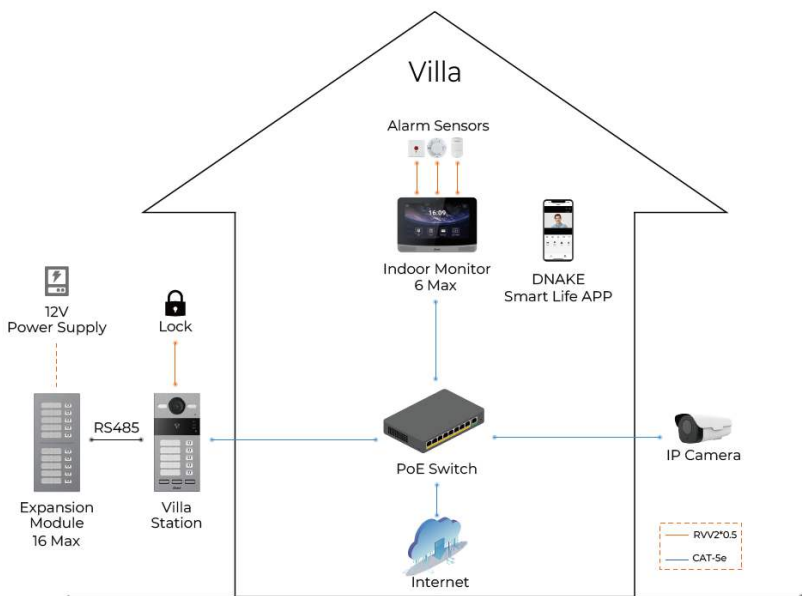 Villa
Alarm Sensors
16:09
Indoor Monitor
6 Max
DNAKE
Smart Life APP
12V
Power Supply
Lock
RS485
PoE Switch
IP Camera
Expansion
Module
16 Max
Villa
Station
Internet
RVV2*0.5
CAT-5e